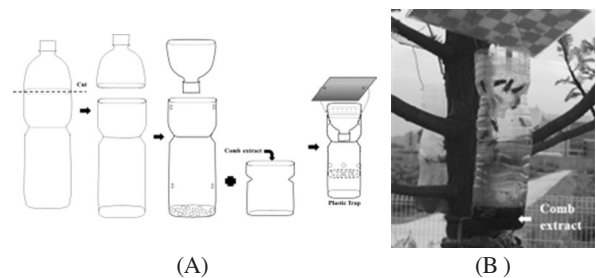 Cut
Comb extract
Plastic Trap
Comb
extract
(A)
(B)